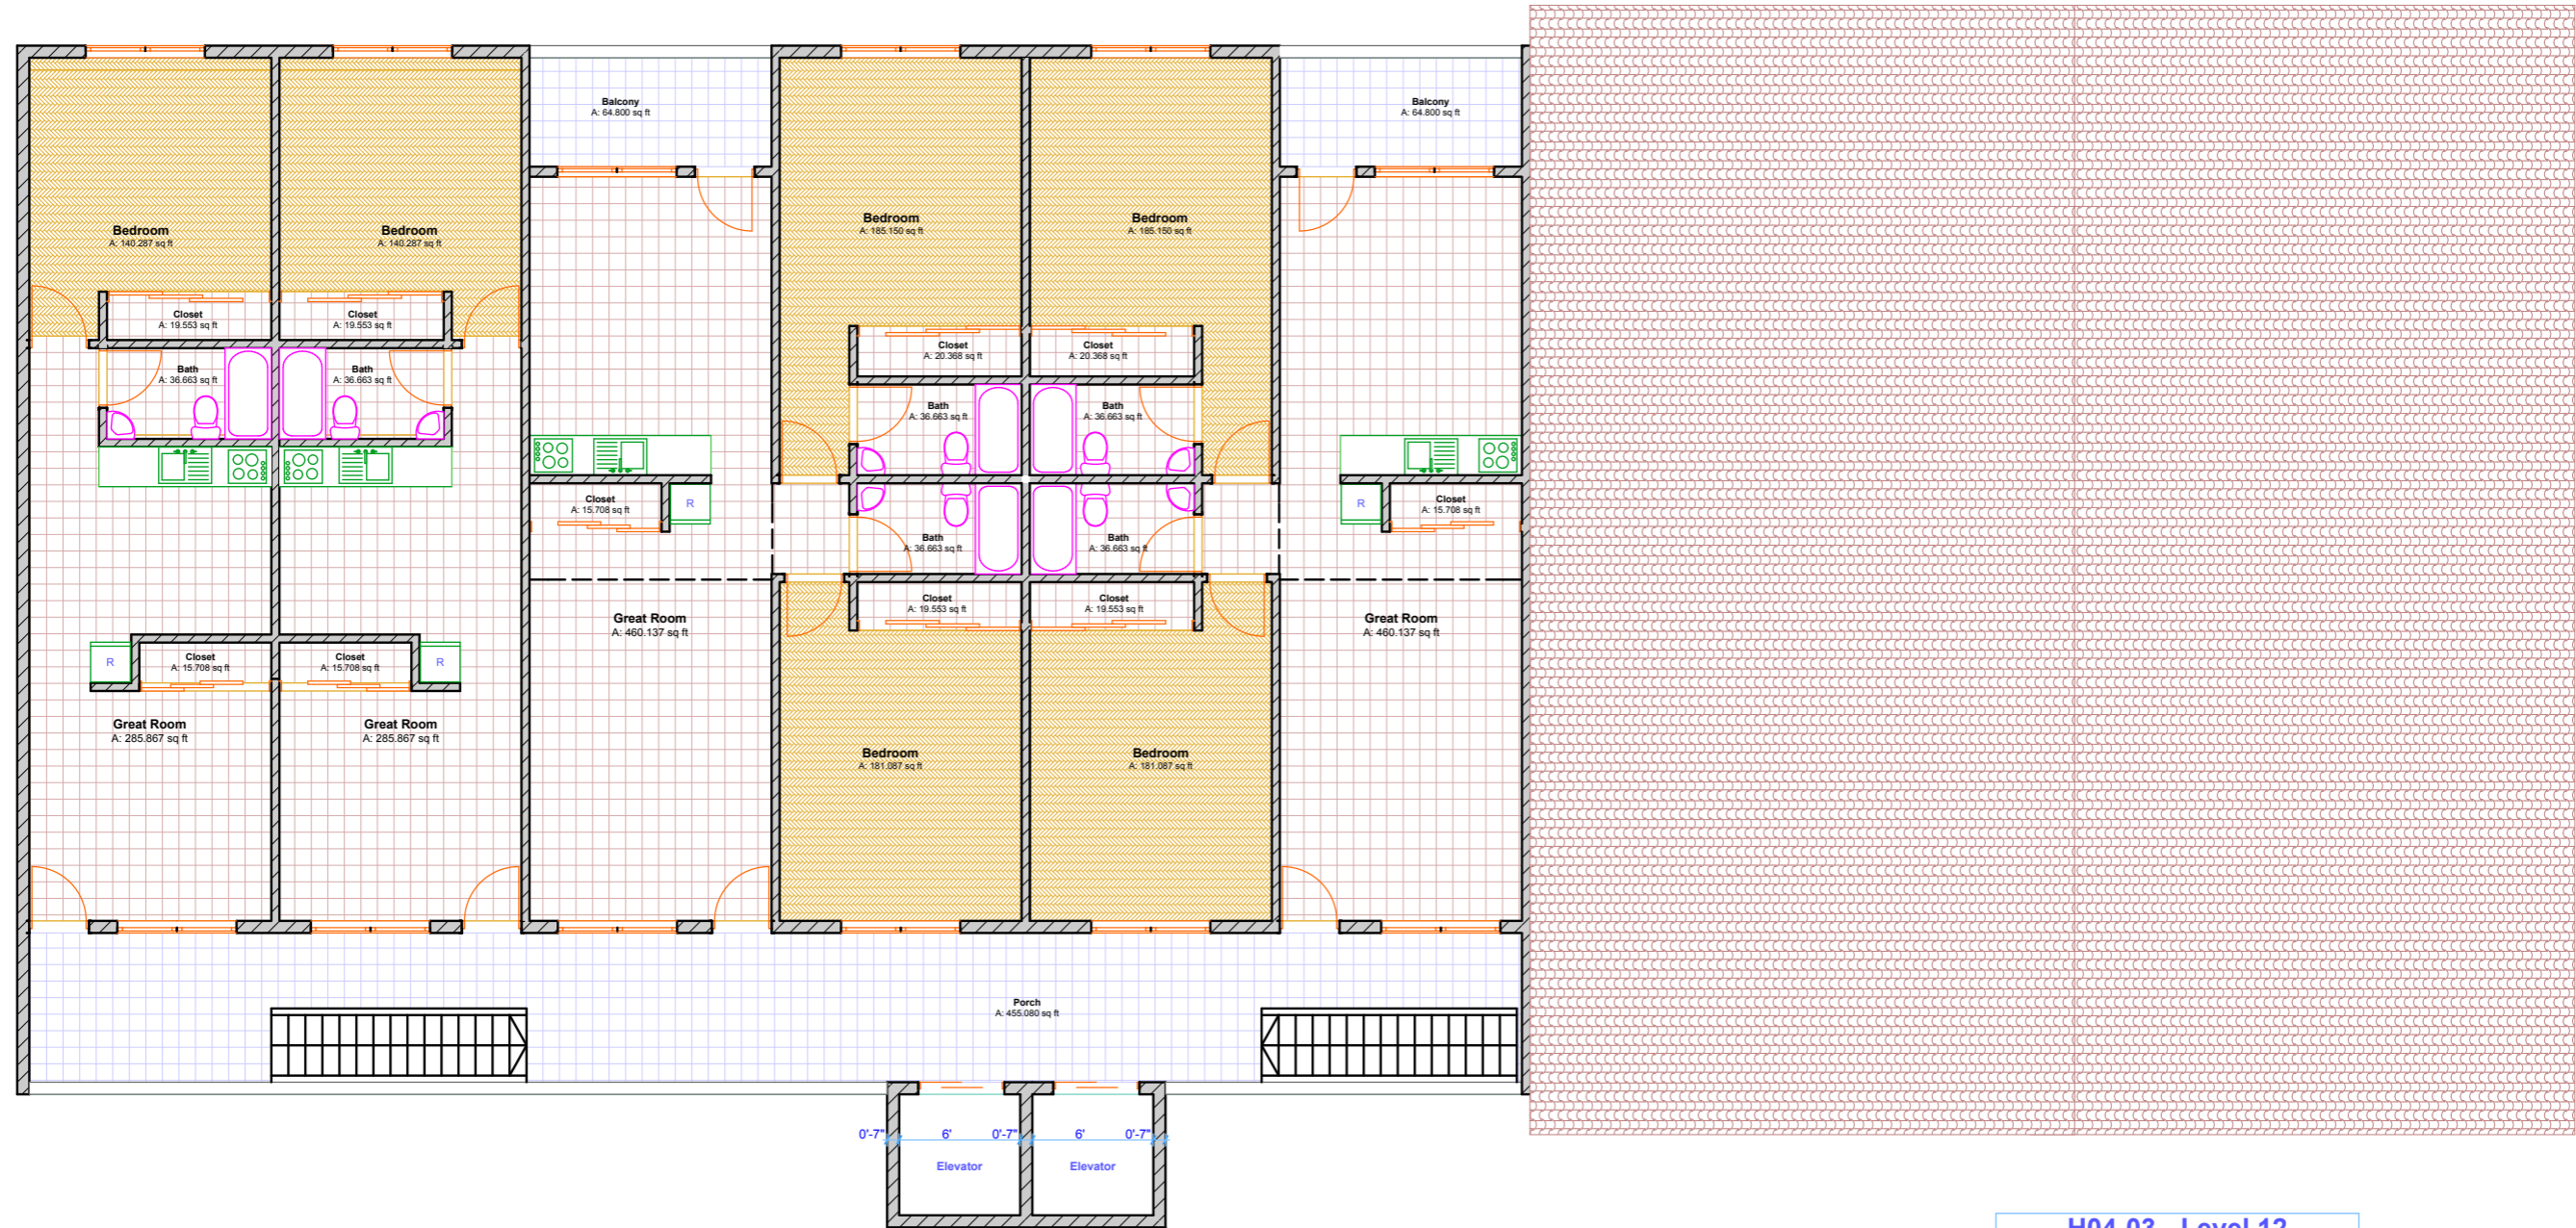 Balcony
A: 64.800 sq ft
Balcony
A: 64.800 sq ft
Bedroom
A: 140.287 sq ft
Bedroom
A: 140.287 sq ft
Bedroom
A: 185.150 sq ft
Bedroom
A: 185.150 sq ft
Closet
A: 19.553 sq ft
Closet
A: 19.553 sq ft
Closet
A: 20.368 sq ft
Closet
A: 20.368 sq ft
Bath
A: 36.663 sq ft
Bath
A: 36.663 sq ft
Bath
A: 36.663 sq ft
Bath
A: 36.663 sq ft
Closet
A: 15.708 sq ft
R
R
Closet
A: 15.708 sq ft
Bath
A: 36.663 sq ft
Bath
A: 36.663 sq ft
Closet
A: 19.553 sq ft
Closet
A: 19.553 sq ft
Great Room
A: 460.137 sq ft
Great Room
A: 460.137 sq ft
R
Closet
A: 15.708 sq ft
Closet
A: 15.708 sq ft
R
Great Room
A: 285.867 sq ft
Great Room
A: 285.867 sq ft
Bedroom
A: 181.087 sq ft
Bedroom
A: 181.087 sq ft
Porch
A: 455.080 sq ft
0'-7" 6' 0'-7" 6' 0'-7"
Elevator
Elevator
H04.03 - Level 12